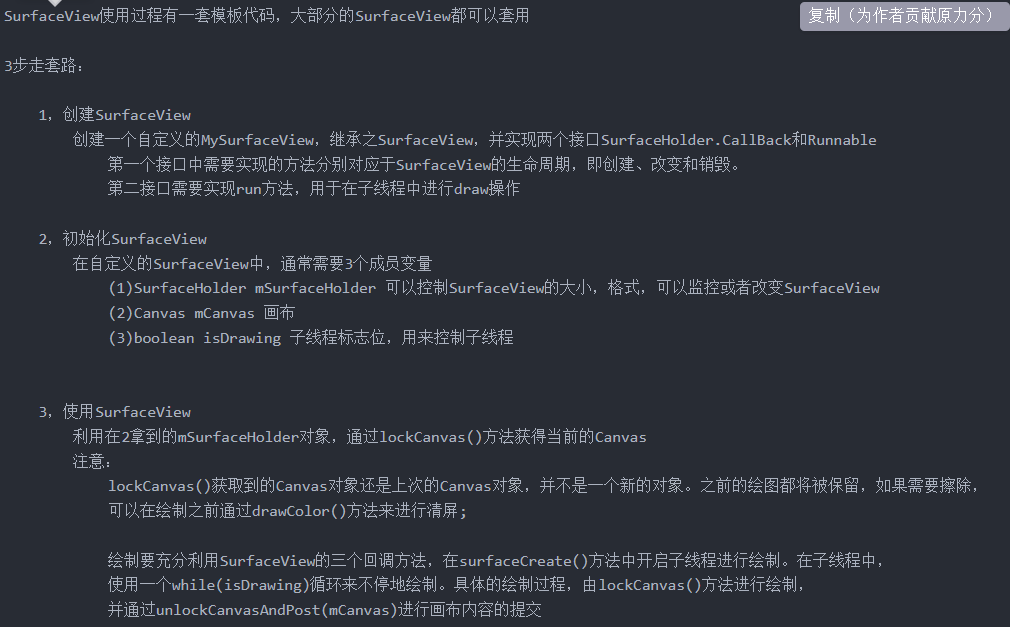 SurfaceView使用过程有一套模板代码，大部分的SurfaceView都可以套用
复制（为作者贡献原力分）
3步走套路：
1，创建SurfaceView
创建一个自定义的MySurfaceView，继承之SurfaceView，并实现两个接口SurfaceHolder.CallBack和Runnable
第一个接口中需要实现的方法分别对应于SurfaceView的生命周期，即创建、改变和销毁。
第二接口需要实现run方法，用于在子线程中进行draw操作
2，初始化SurfaceView
在自定义的SurfaceView中，通常需要3个成员变量
(1)SurfaceHolder mSurfaceHolder 可以控制SurfaceView的大小，格式，可以监控或者改变SurfaceView
(2)Canvas mCanvas 画布
(3)boolean isDrawing 子线程标志位，用来控制子线程
3，使用SurfaceView
利用在2拿到的mSurfaceHolder对象，通过lockCanvas()方法获得当前的Canvas
注意：
lockCanvas()获取到的Canvas对象还是上次的Canvas对象，并不是一个新的对象。之前的绘图都将被保留，如果需要擦除，
可以在绘制之前通过drawColor()方法来进行清屏;
绘制要充分利用SurfaceView的三个回调方法，在surfaceCreate()方法中开启子线程进行绘制。在子线程中，
使用一个while(isDrawing)循环来不停地绘制。具体的绘制过程，由lockCanvas()方法进行绘制，
并通过unlockCanvasAndPost(mCanvas)进行画布内容的提交